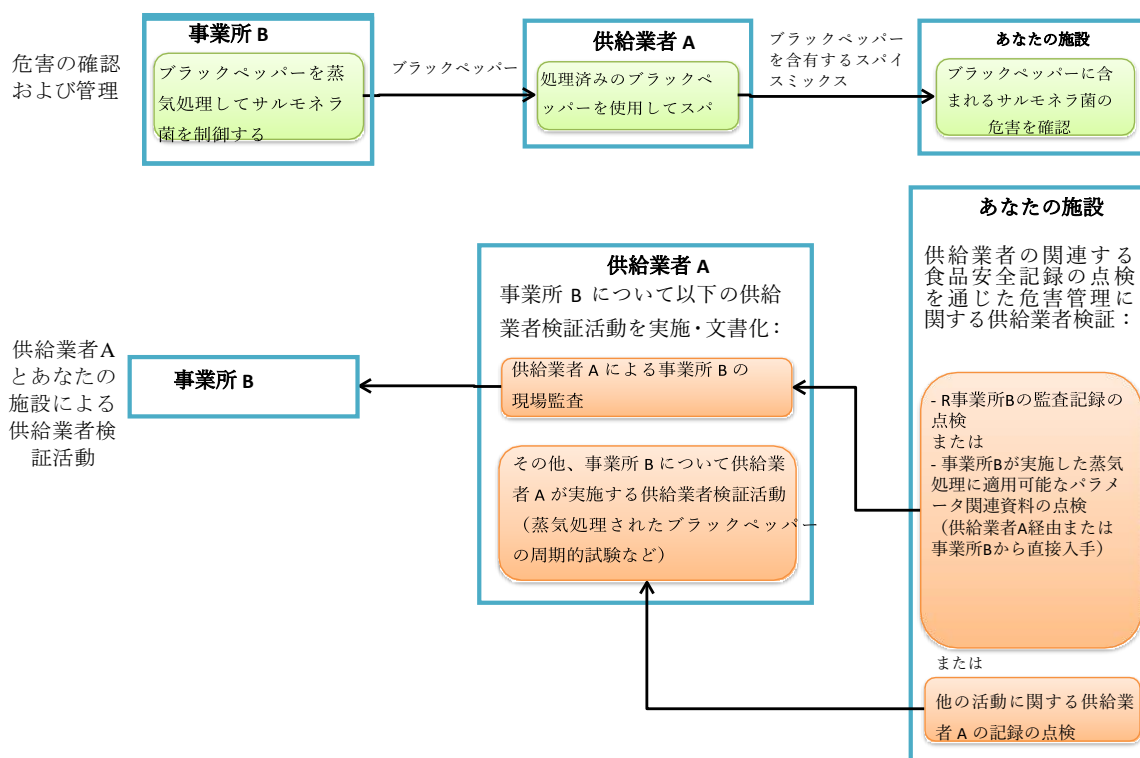 危害の確認
および管理
事業所 B
ブラックペッパーを蒸
気処理してサルモネラ
菌を制御する
ブラックペッパー
供給業者 A
処理済みのブラックペ
ッパーを使用してスパ
ブラックペッパー
を含有するスパイ
スミックス
あなたの施設
ブラックペッパーに含
まれるサルモネラ菌の
危害を確認
供給業者A
とあなたの
施設による
供給業者検
証活動
事業所 B
供給業者 A
事業所 B について以下の供給
業者検証活動を実施・文書化：
供給業者 A による事業所 B の
現場監査
その他、事業所 B について供給業
者 A が実施する供給業者検証活動
（蒸気処理されたブラックペッパー
の周期的試験など）
あなたの施設
供給業者の関連する
食品安全記録の点検
を通じた危害管理に
関する供給業者検証：
- R事業所Bの監査記録の
点検
または
- 事業所Bが実施した蒸気
処理に適用可能なパラメ
ータ関連資料の点検
（供給業者A経由または
事業所Bから直接入手）
または
他の活動に関する供給業
者 A の記録の点検